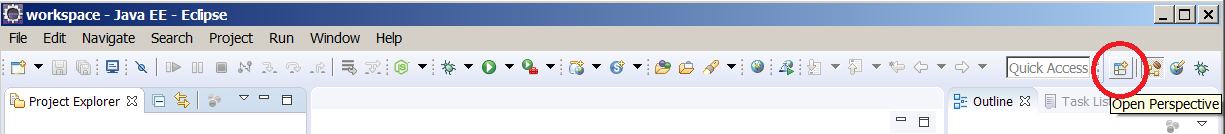 workspace - Java EE - Eclipse
File Edit Navigate Search Project Run Window Help
Quick Access
Project Explorer
Outline
Task List
Open Perspective